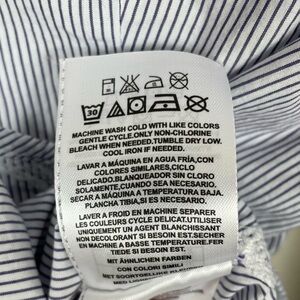 30
MACHINE WASH COLD WITH LIKE COLORS
GENTLE CYCLE.ONLY NON-CHLORINE
BLEACH WHEN NEEDED.TUMBLE DRY LOW.
COOL IRON IF NEEDED.
LAVAR A MÁQUINA EN AGUA FRÍA,CON
COLORES SIMILARES,CICLO
DELICADO.BLANQUEADOR SIN CLORO
SOLAMENTE,CUANDO SEA NECESARIO.
SECAR A MÁQUINA A TEMPERATURA BAJA.
PLANCHA TIBIA,SI ES NECESARIO.
LAVER A FROID EN MACHINE SEPARER
LES COULEURS CYCLE DELICAT.UTILISER
UNIQUEMENT UN AGENT BLANCHISSANT
NON DECOLORANT SI BESOIN EST.SECHER
EN MACHINE A BASSE TEMPERATURE.FER
TIEDE SI BESOIN EST.
MIT ÄHNLICHEN FARBEN
CON COLORI SIMILI
MET SOORTGELIJKE